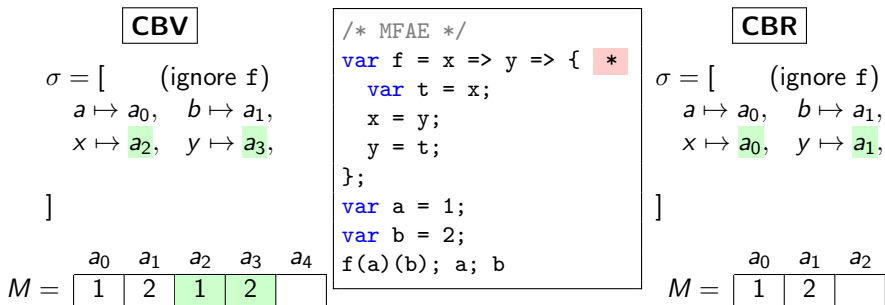 CBV
σ = [ (ignore f)
a ↦ a₀, b ↦ a₁,
x ↦ a₂, y ↦ a₃,
]
a₀ a₁ a₂ a₃ a₄
M = 1 2 1 2
/* MFAE */
var f = x => y => { *
var t = x;
x = y;
y = t;
};
var a = 1;
var b = 2;
f(a)(b); a; b
CBR
σ = [ (ignore f)
a ↦ a₀, b ↦ a₁,
x ↦ a₀, y ↦ a₁,
]
a₀ a₁ a₂
M = 1 2